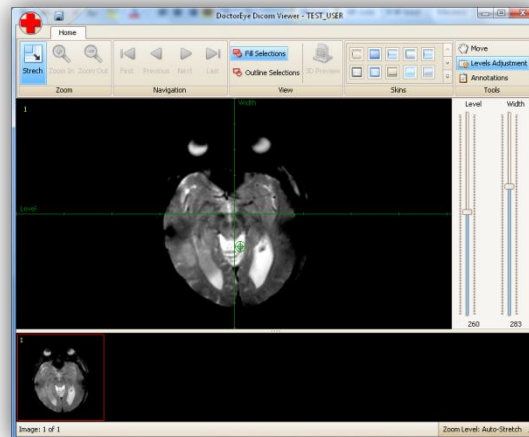 DoctorEye Dicom Viewer - TEST_USER
Home
Strech
Zoom In
Zoom Out
First
Previous
Next
Last
Fill Selections
Outline Selections
3D Preview
Move
Levels Adjustment
Annotations
Zoom
Navigation
View
Skins
Tools
1
Width
Level
Level
Width
260
283
1
Image: 1 of 1
Zoom Level: Auto-Stretch